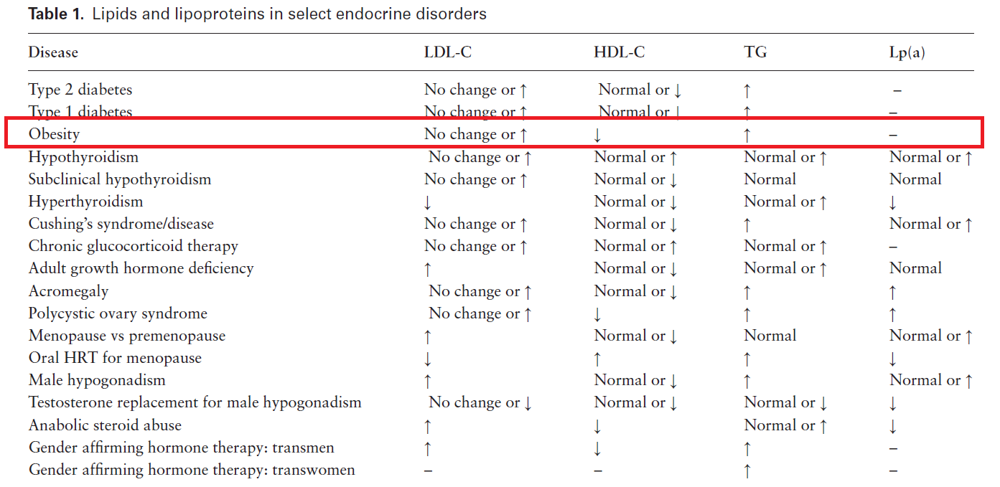 Table 1. Lipids and lipoproteins in select endocrine disorders
Disease LDL-C HDL-C TG Lp(a)
Type 2 diabetes No change or ↑ Normal or ↓ ↑ –
Type 1 diabetes No change or ↑ Normal or ↓ ↑ –
Obesity No change or ↑ ↓ ↑ –
Hypothyroidism No change or ↑ Normal or ↑ Normal or ↑ Normal or ↑
Subclinical hypothyroidism No change or ↑ Normal or ↓ Normal Normal
Hyperthyroidism ↓ Normal or ↓ Normal or ↑ ↓
Cushing’s syndrome/disease No change or ↑ Normal or ↓ ↑ Normal or ↑
Chronic glucocorticoid therapy No change or ↑ Normal or ↑ Normal or ↑ –
Adult growth hormone deficiency ↑ Normal or ↓ Normal or ↑ Normal
Acromegaly No change or ↑ Normal or ↓ ↑ ↑
Polycystic ovary syndrome No change or ↑ ↓ ↑ ↑
Menopause vs premenopause ↑ Normal or ↓ Normal Normal or ↑
Oral HRT for menopause ↓ ↑ ↑ ↓
Male hypogonadism ↑ Normal or ↓ ↑ Normal or ↑
Testosterone replacement for male hypogonadism No change or ↓ Normal or ↓ Normal or ↓ ↓
Anabolic steroid abuse ↑ ↓ Normal or ↑ ↓
Gender affirming hormone therapy: transmen ↑ ↓ ↑ –
Gender affirming hormone therapy: transwomen – – ↑ –